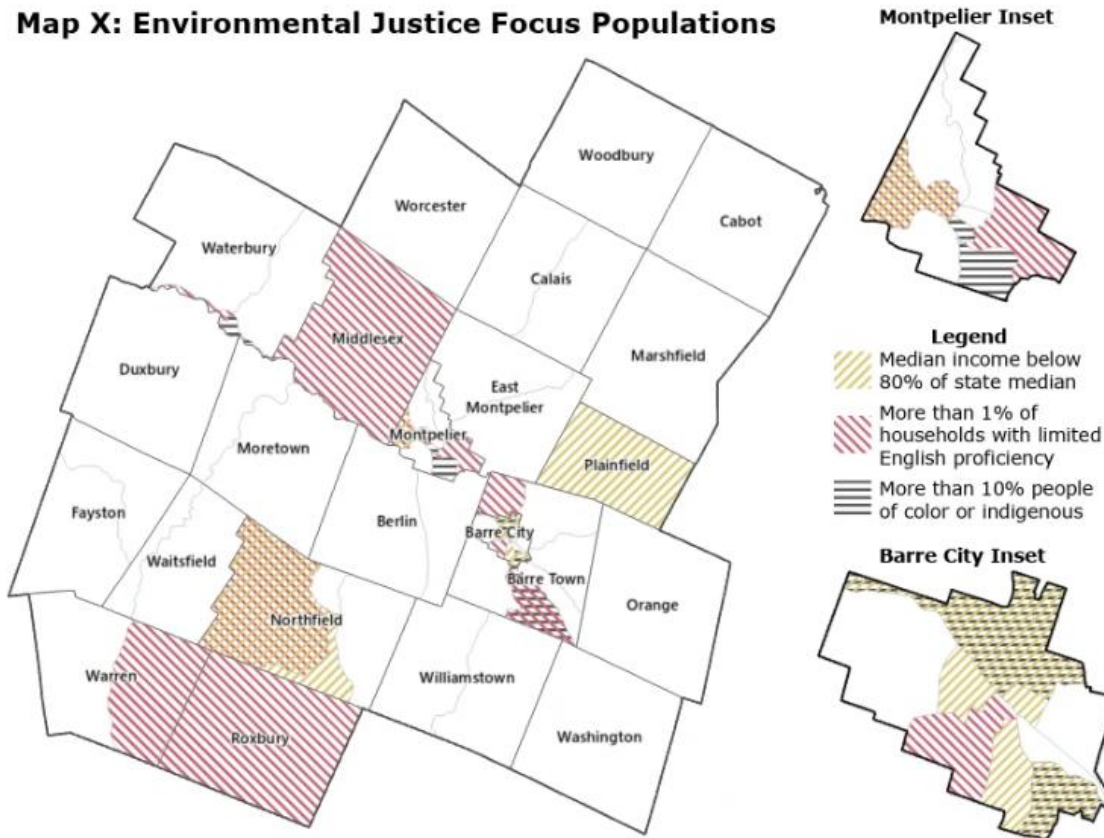 Map X: Environmental Justice Focus Populations
Montpelier Inset
Woodbury
Worcester
Cabot
Waterbury
Calais
Middlesex
Marshfield
Duxbury
East
Montpelier
Montpelier
Moretown
Plainfield
Fayston
Berlin
Barre City
Waitsfield
Barre Town
Orange
Northfield
Warren
Williamstown
Roxbury
Washington
Legend
Median income below
80% of state median
More than 1% of
households with limited
English proficiency
More than 10% people
of color or indigenous
Barre City Inset